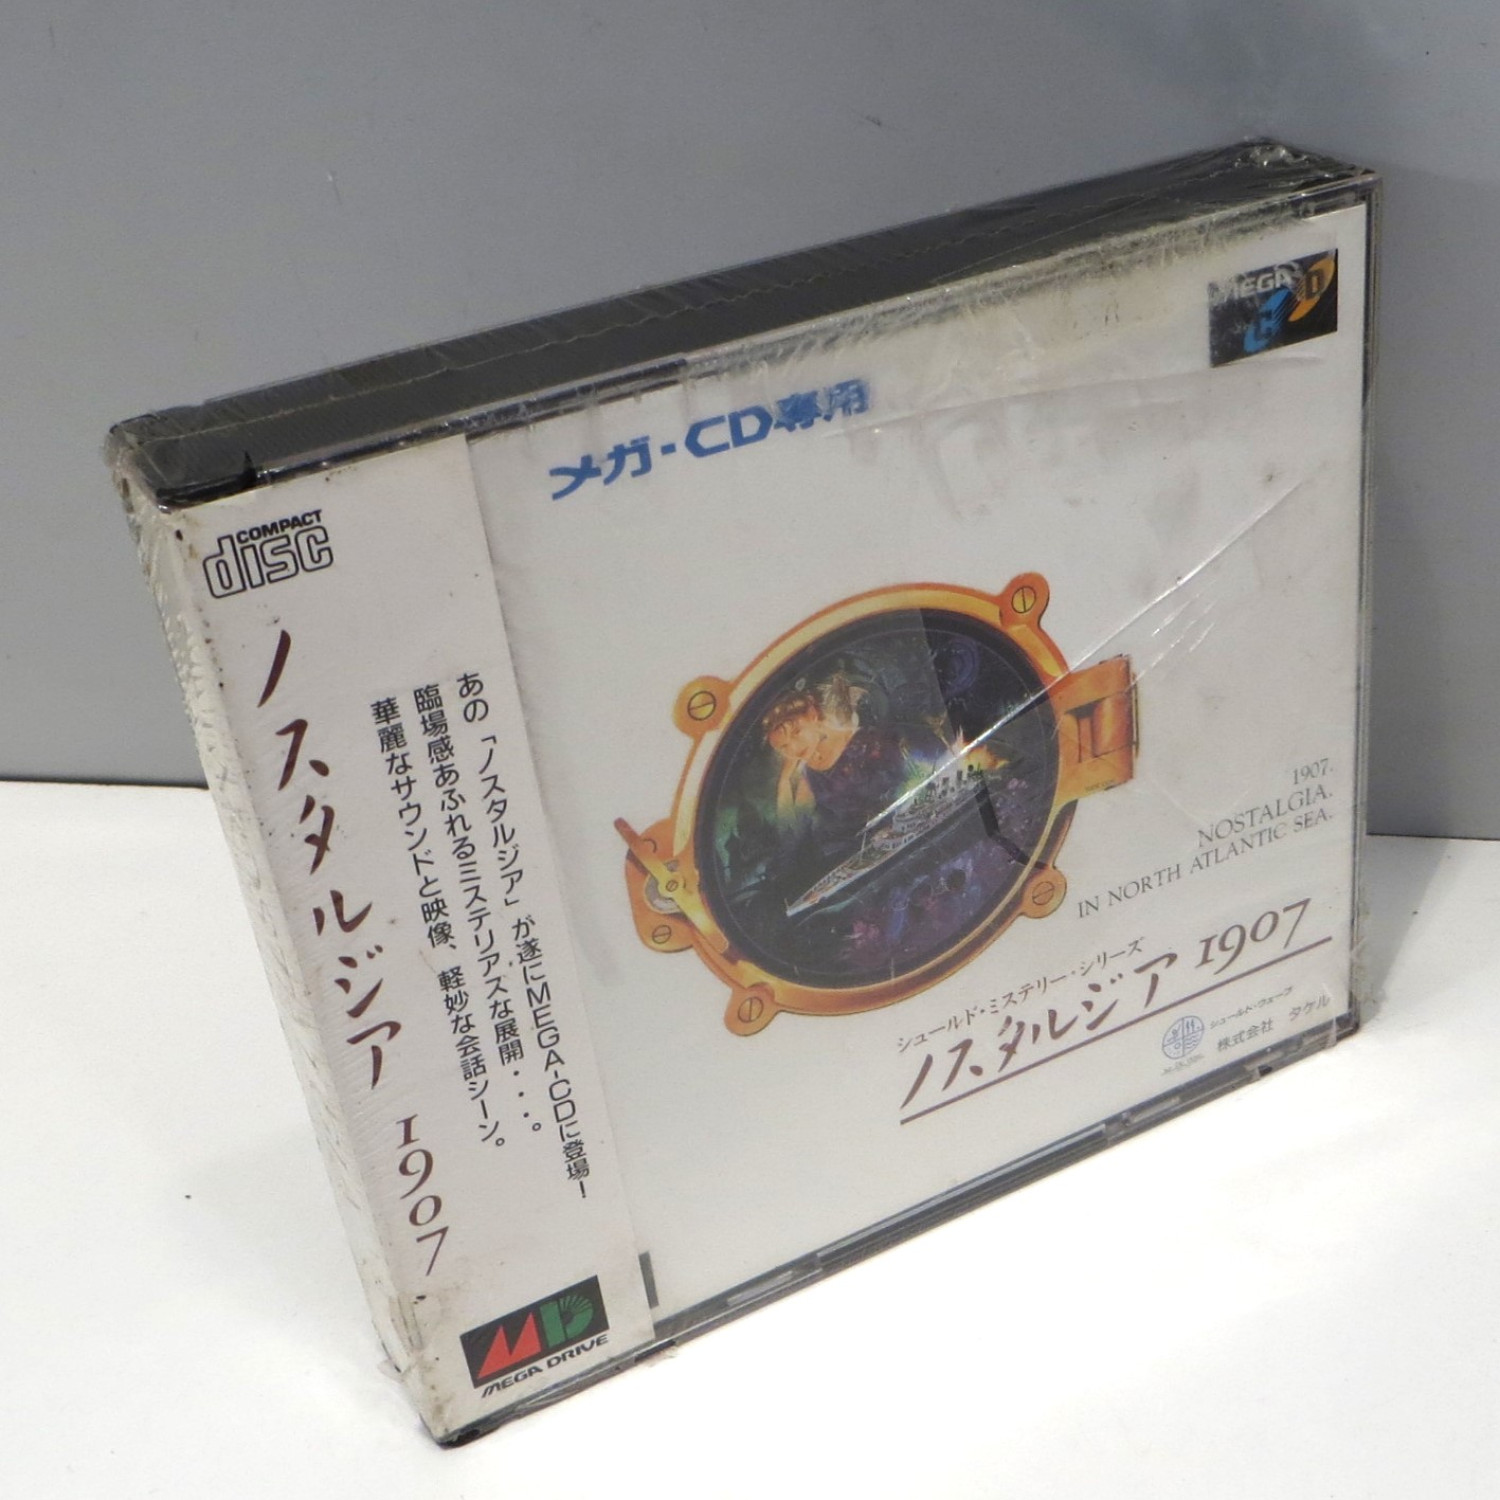 COMPACT
disc
ノスタルジア 1907
あの「ノスタルジア」が遂にMEGA-CDに登場!
臨場感あふれるミステリアスな展開・・・。
華麗なサウンドと映像、軽妙な会話シーン。
MEGA DRIVE
メガ-CD専用
MEGA
CD
1907.
NOSTALGIA.
IN NORTH ATLANTIC SEA.
シュールド・ミステリー・シリーズ
ノスタルジア 1907
シュールド・ウェーブ
株式会社 タケル